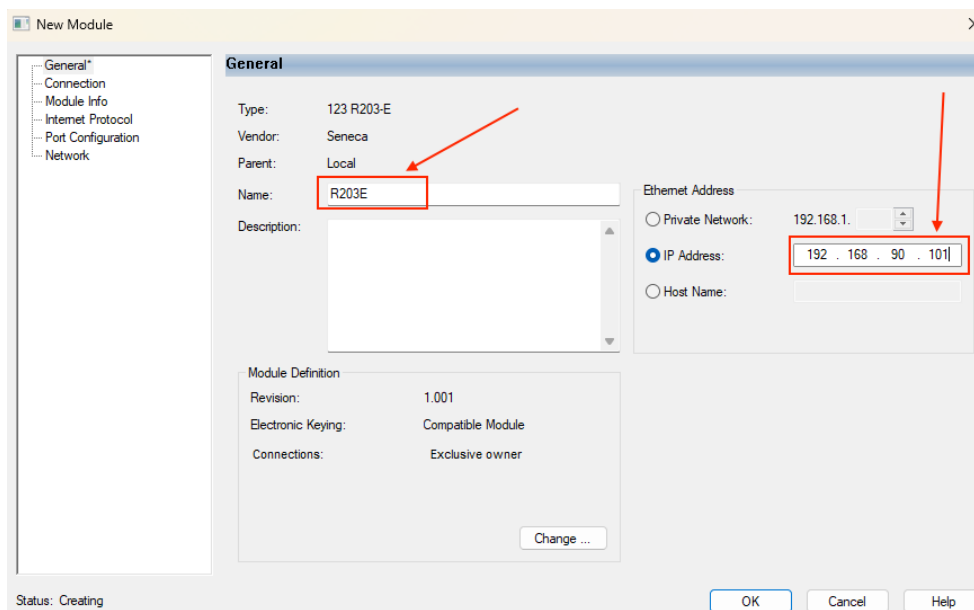 New Module
General*
Connection
Module Info
Internet Protocol
Port Configuration
Network
General
Type: 123 R203-E
Vendor: Seneca
Parent: Local
Name: R203E
Description:
Ethernet Address
Private Network: 192.168.1.
IP Address: 192 . 168 . 90 . 101
Host Name:
Module Definition
Revision: 1.001
Electronic Keying: Compatible Module
Connections: Exclusive owner
Change ...
Status: Creating
OK Cancel Help